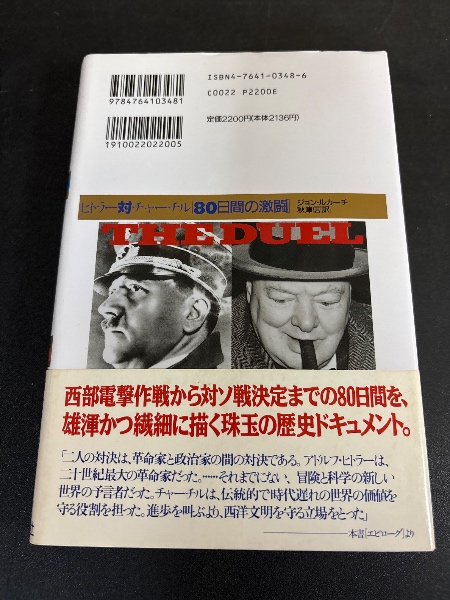 ISBN4-7641-0348-6
C0022 P2200E
9784764103481
定価2200円(本体2136円)
1910022022005
ヒトラー対チャーチル 80日間の激闘
ジョン・ルカーチ
秋津信訳
THE DUEL
西部電撃作戦から対ソ戦決定までの80日間を、
雄渾かつ繊細に描く珠玉の歴史ドキュメント。
「二人の対決は、革命家と政治家の間の対決である。アドルフ・ヒトラーは、
二十世紀最大の革命家だった。……それまでにない、冒険と科学の新しい
世界の予言者だった。チャーチルは、伝統的で時代遅れの世界の価値を
守る役割を担った。進歩を叫ぶより、西洋文明を守る立場をとった」
本書[エピローグ]より